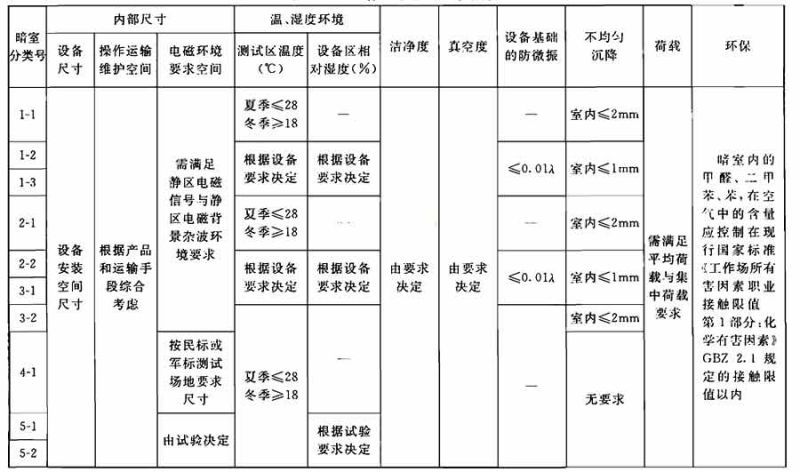 暗室
分类号
内部尺寸
温、湿度环境
洁净度
真空度
设备基础
的防微振
不均匀
沉降
荷载
环保
设备
尺寸
操作运输
维护空间
电磁环境
要求空间
测试区温度
(℃)
设备区相
对湿度(%)
1-1
夏季≤28
冬季≥18
—
—
室内≤2mm
1-2
1-3
根据设备
要求决定
根据设备
要求决定
≤0.01λ
室内≤1mm
2-1
夏季≤28
冬季≥18
—
—
室内≤2mm
2-2
3-1
根据设备
要求决定
根据设备
要求决定
≤0.01λ
室内≤1mm
3-2
室内≤2mm
4-1
夏季≤28
冬季≥18
—
—
无要求
5-1
5-2
根据试验
要求决定
设备
安装
空间
尺寸
根据产品
和运输手
段综合
考虑
需满足
静区电磁
信号与静
区电磁背
景杂波环
境要求
按民标或
军标测试
场地要求
尺寸
由试验决定
由要求
决定
由要求
决定
需满足
平均荷
载与集
中荷载
要求
暗室内的
甲醛、二甲
苯、苯,在空
气中的含量
应控制在现
行国家标准
《工作场所有
害因素职业
接触限值
第1部分:化
学有害因素》
GBZ 2.1 规
定的接触限
值以内